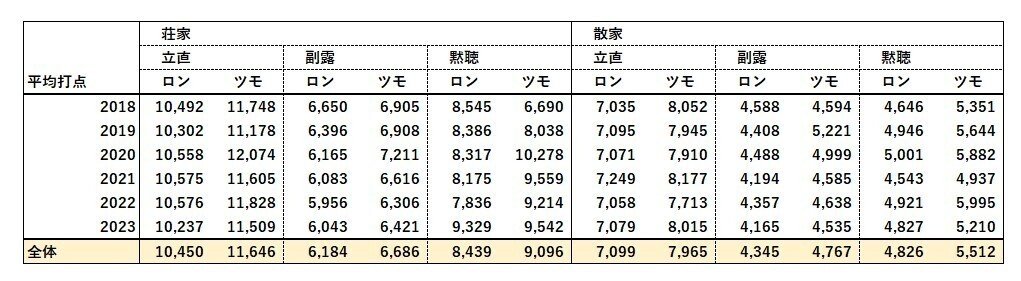 荘家 散家
立直 副露 黙聴 立直 副露 黙聴
平均打点 ロン ツモ ロン ツモ ロン ツモ ロン ツモ ロン ツモ ロン ツモ
2018 10,492 11,748 6,650 6,905 8,545 6,690 7,035 8,052 4,588 4,594 4,646 5,351
2019 10,302 11,178 6,396 6,908 8,386 8,038 7,095 7,945 4,408 5,221 4,946 5,644
2020 10,558 12,074 6,165 7,211 8,317 10,278 7,071 7,910 4,488 4,999 5,001 5,882
2021 10,575 11,605 6,083 6,616 8,175 9,559 7,249 8,177 4,194 4,585 4,543 4,937
2022 10,576 11,828 5,956 6,306 7,836 9,214 7,058 7,713 4,357 4,638 4,921 5,995
2023 10,237 11,509 6,043 6,421 9,329 9,542 7,079 8,015 4,165 4,535 4,827 5,210
全体 10,450 11,646 6,184 6,686 8,439 9,096 7,099 7,965 4,345 4,767 4,826 5,512